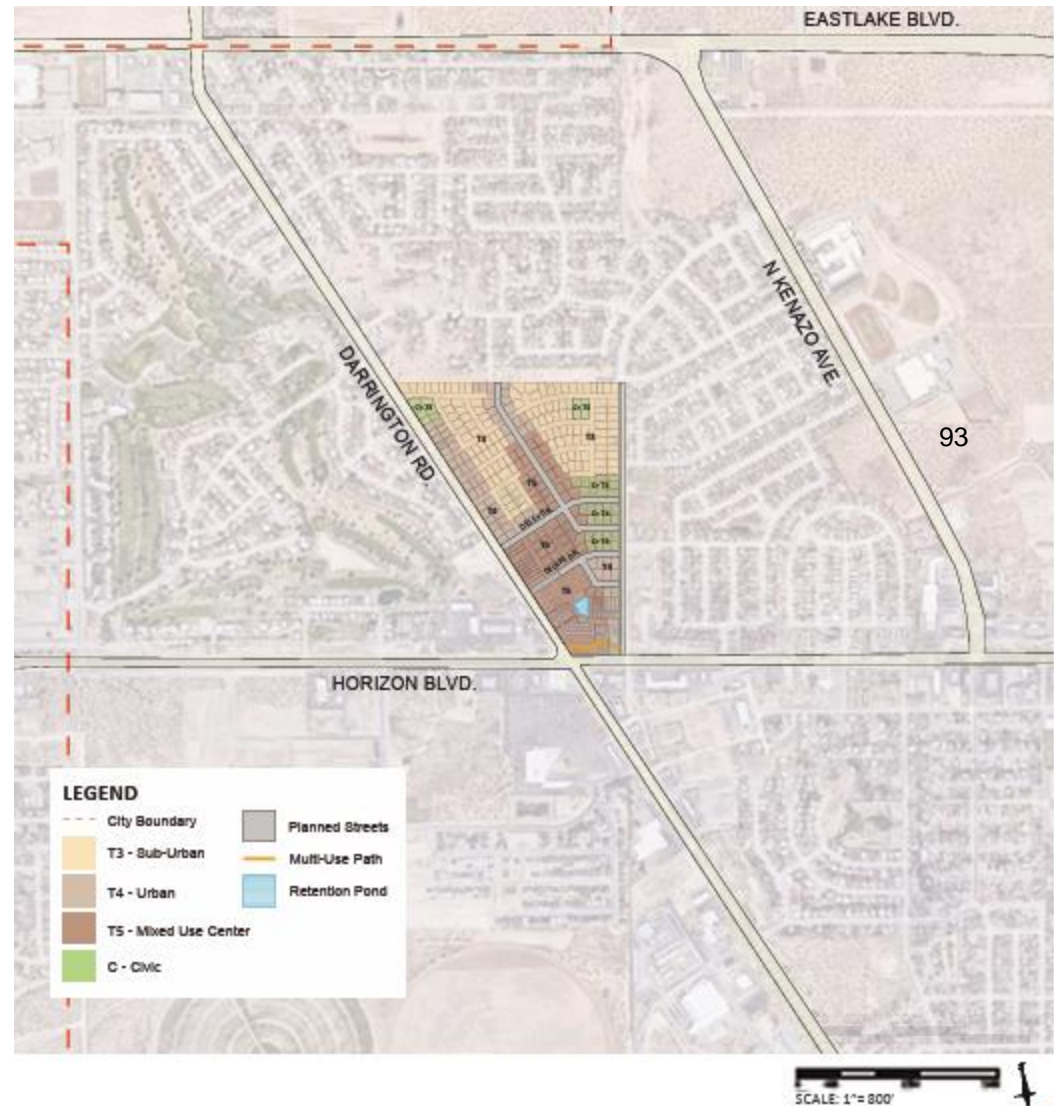 EASTLAKE BLVD.
N KENAZO AVE.
DARRINGTON RD.
93
HORIZON BLVD.
LEGEND
City Boundary
T3 - Sub-Urban
T4 - Urban
T5 - Mixed Use Center
C - Civic
Planned Streets
Multi-Use Path
Retention Pond
SCALE: 1"= 800'